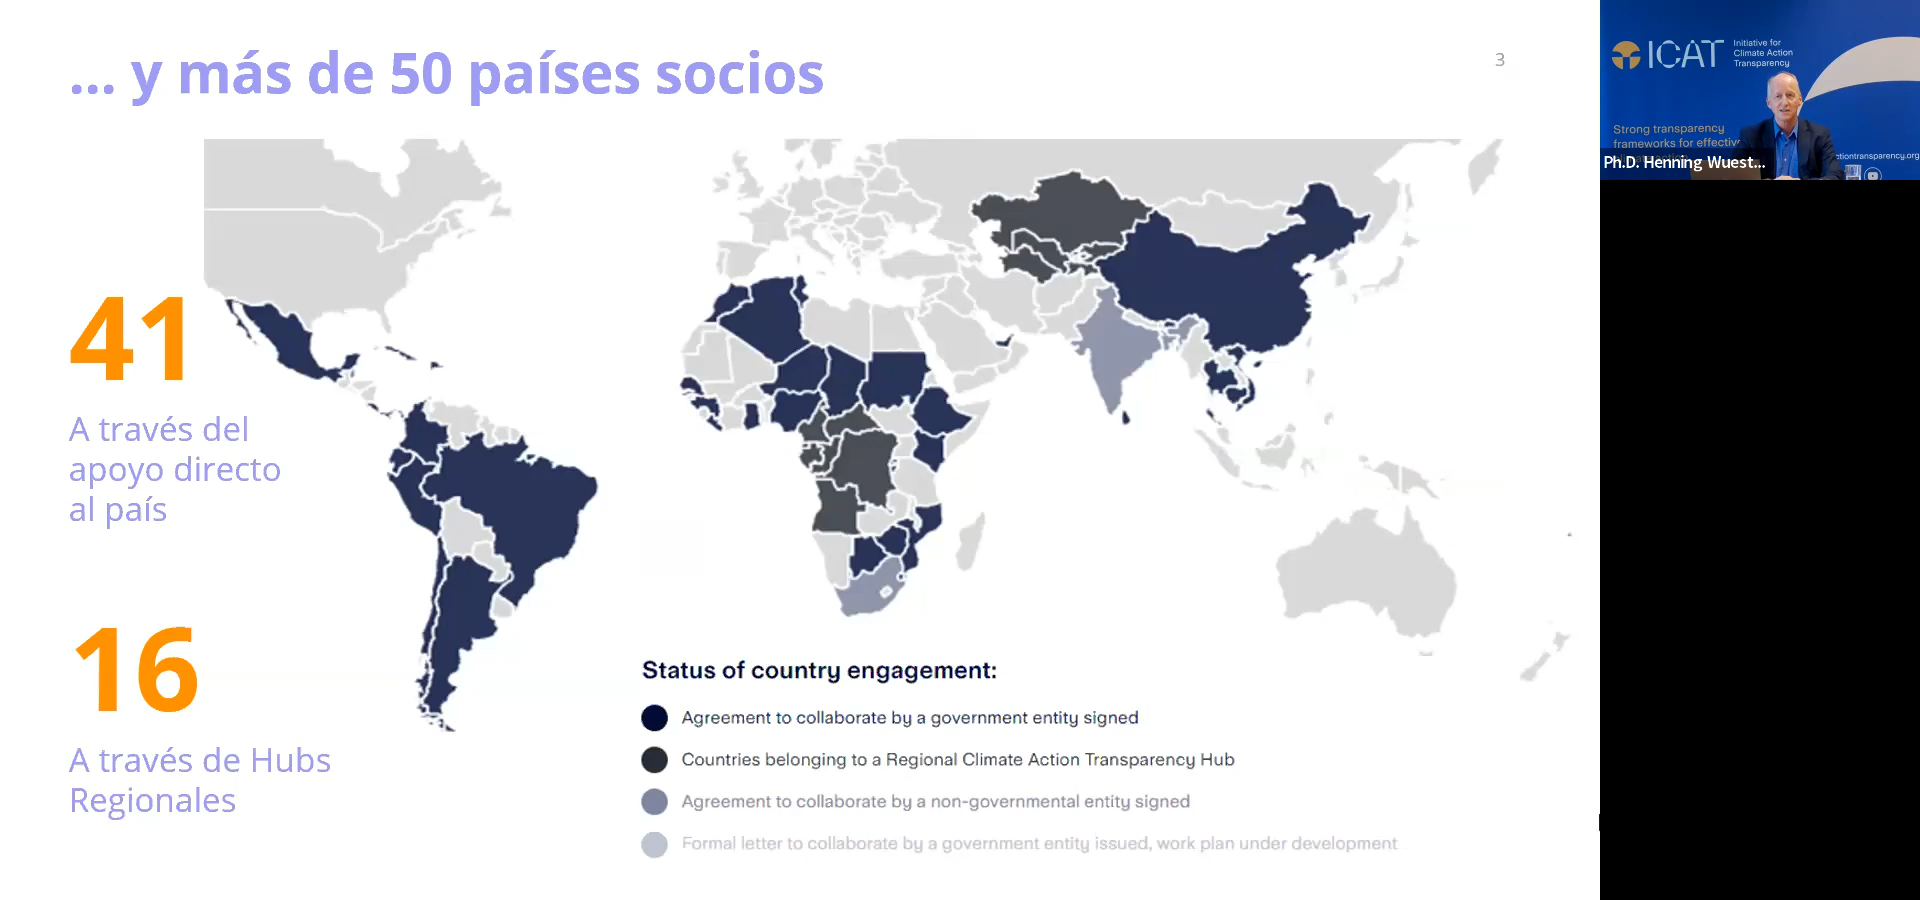 ... y más de 50 países socios
3
41
A través del
apoyo directo
al país
16
A través de Hubs
Regionales
Status of country engagement:
Agreement to collaborate by a government entity signed
Countries belonging to a Regional Climate Action Transparency Hub
Agreement to collaborate by a non-governmental entity signed
Formal letter to collaborate by a government entity issued, work plan under development
ICAT
Initiative for
Climate Action
Transparency
Strong transparency
frameworks for effectiv
ctiontransparency.org
Ph.D. Henning Wuest...